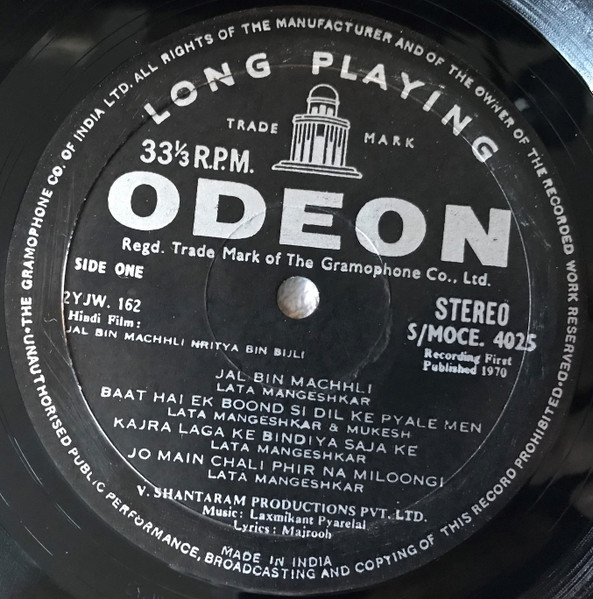 UNAUTHORISED PUBLIC PERFORMANCE, BROADCASTING AND COPYING OF THIS RECORD PROHIBITED. THE GRAMOPHONE CO. OF INDIA LTD. ALL RIGHTS OF THE MANUFACTURER AND OF THE OWNER OF THE RECORDED WORK RESERVED.
LONG PLAYING
TRADE MARK
33⅓ R.P.M.
ODEON
Regd. Trade Mark of The Gramophone Co., Ltd.
SIDE ONE
2YJW. 162
STEREO
S/MOCE. 4025
Recording First
Published 1970
Hindi Film:
JAL BIN MACHHLI NRITYA BIN BIJLI
JAL BIN MACHHLI
LATA MANGESHKAR
BAAT HAI EK BOOND SI DIL KE PYALE MEN
LATA MANGESHKAR & MUKESH
KAJRA LAGA KE BINDIYA SAJA KE
LATA MANGESHKAR
JO MAIN CHALI PHIR NA MILOONGI
LATA MANGESHKAR
V. SHANTARAM PRODUCTIONS PVT. LTD.
Music: Laxmikant Pyarelal
Lyrics: Majrooh
MADE IN INDIA